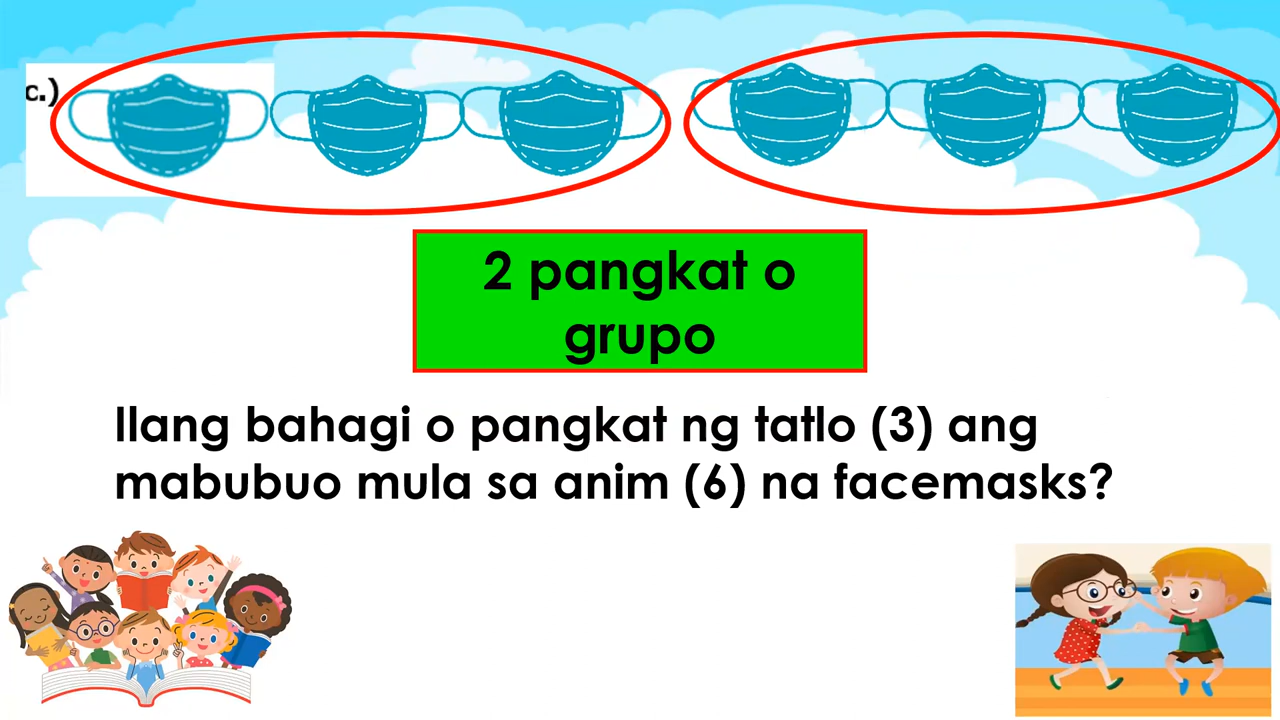 c.)
2 pangkat o
grupo
Ilang bahagi o pangkat ng tatlo (3) ang
mabubuo mula sa anim (6) na facemasks?